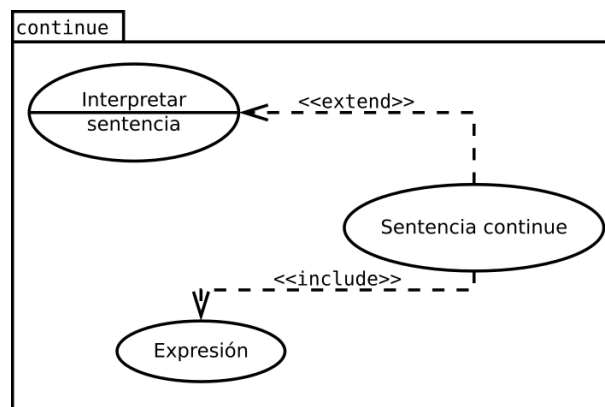 continue
Interpretar
sentencia
<<extend>>
Sentencia continue
<<include>>
Expresión